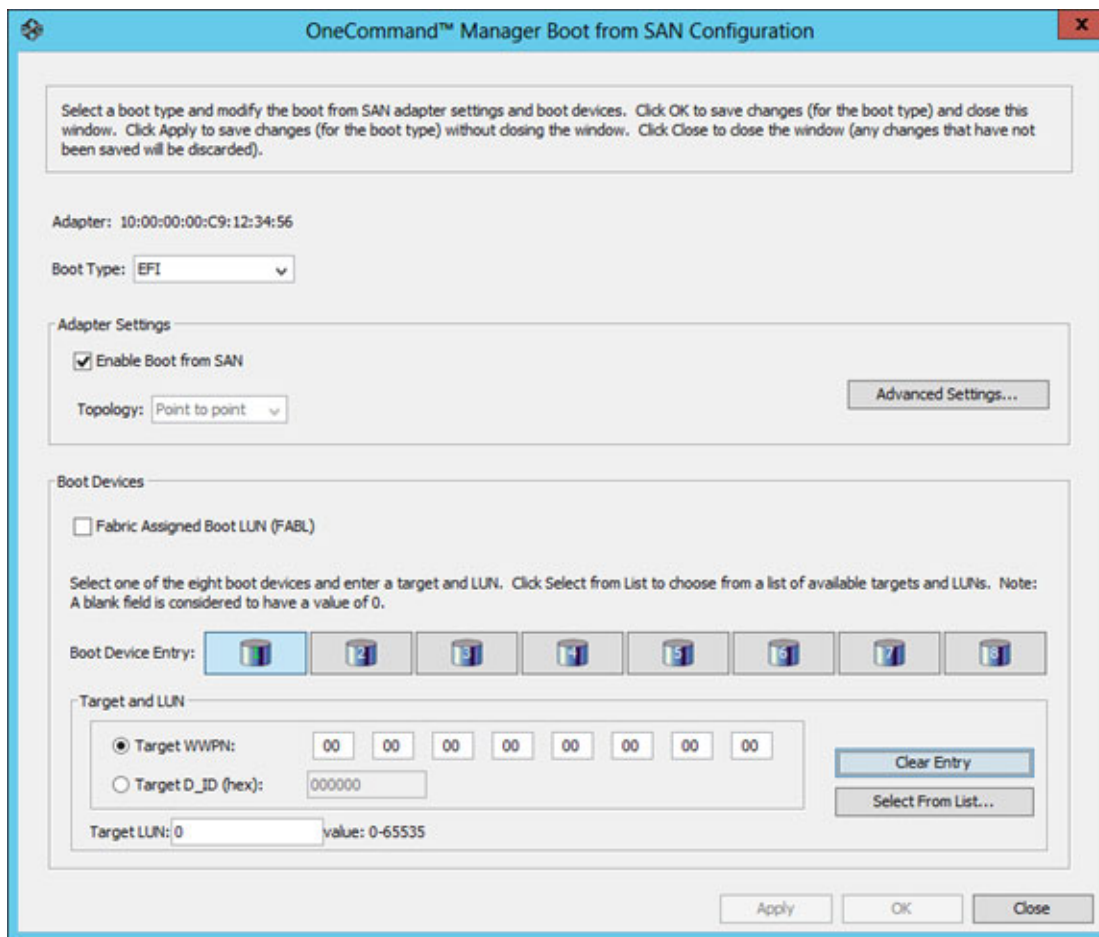 OneCommand™ Manager Boot from SAN Configuration
x
Select a boot type and modify the boot from SAN adapter settings and boot devices. Click OK to save changes (for the boot type) and close this
window. Click Apply to save changes (for the boot type) without closing the window. Click Close to close the window (any changes that have not
been saved will be discarded).
Adapter: 10:00:00:00:C9:12:34:56
Boot Type: EFI
Adapter Settings
Enable Boot from SAN
Topology: Point to point
Advanced Settings...
Boot Devices
Fabric Assigned Boot LUN (FABL)
Select one of the eight boot devices and enter a target and LUN. Click Select from List to choose from a list of available targets and LUNs. Note:
A blank field is considered to have a value of 0.
Boot Device Entry: 1 2 3 4 5 6 7 8
Target and LUN
Target WWPN: 00 00 00 00 00 00 00 00
Clear Entry
Target D_ID (hex): 000000
Select From List...
Target LUN: 0 value: 0-65535
Apply OK Close